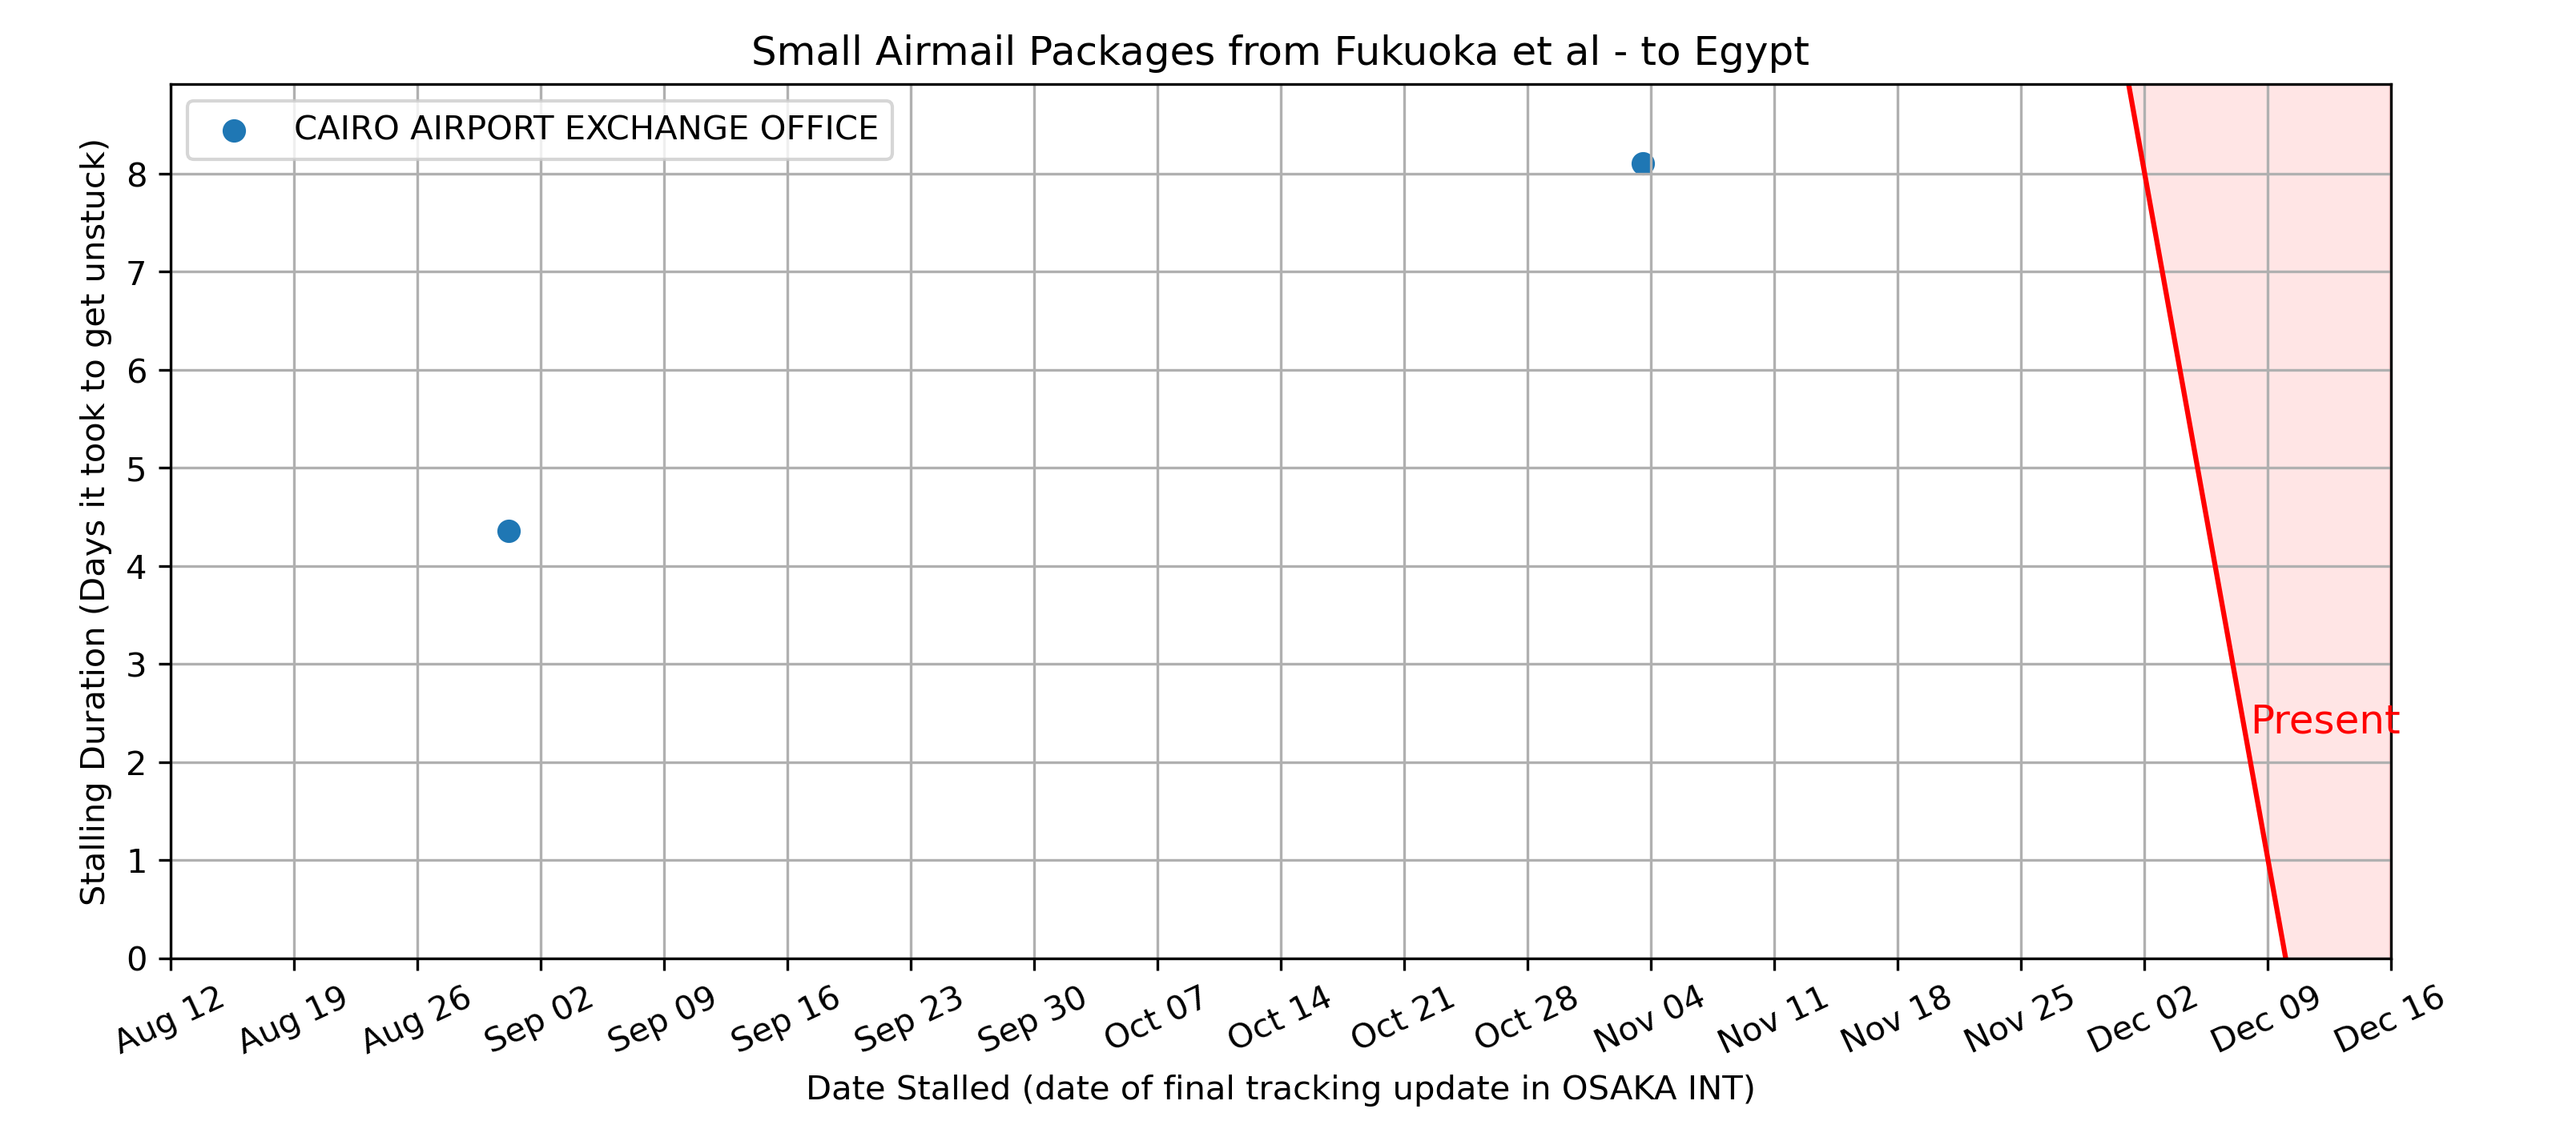 Small Airmail Packages from Fukuoka et al - to Egypt
CAIRO AIRPORT EXCHANGE OFFICE
Stalling Duration (Days it took to get unstuck)
8
7
6
5
4
3
2
1
0
Present
Aug 12 Aug 19 Aug 26 Sep 02 Sep 09 Sep 16 Sep 23 Sep 30 Oct 07 Oct 14 Oct 21 Oct 28 Nov 04 Nov 11 Nov 18 Nov 25 Dec 02 Dec 09 Dec 16
Date Stalled (date of final tracking update in OSAKA INT)